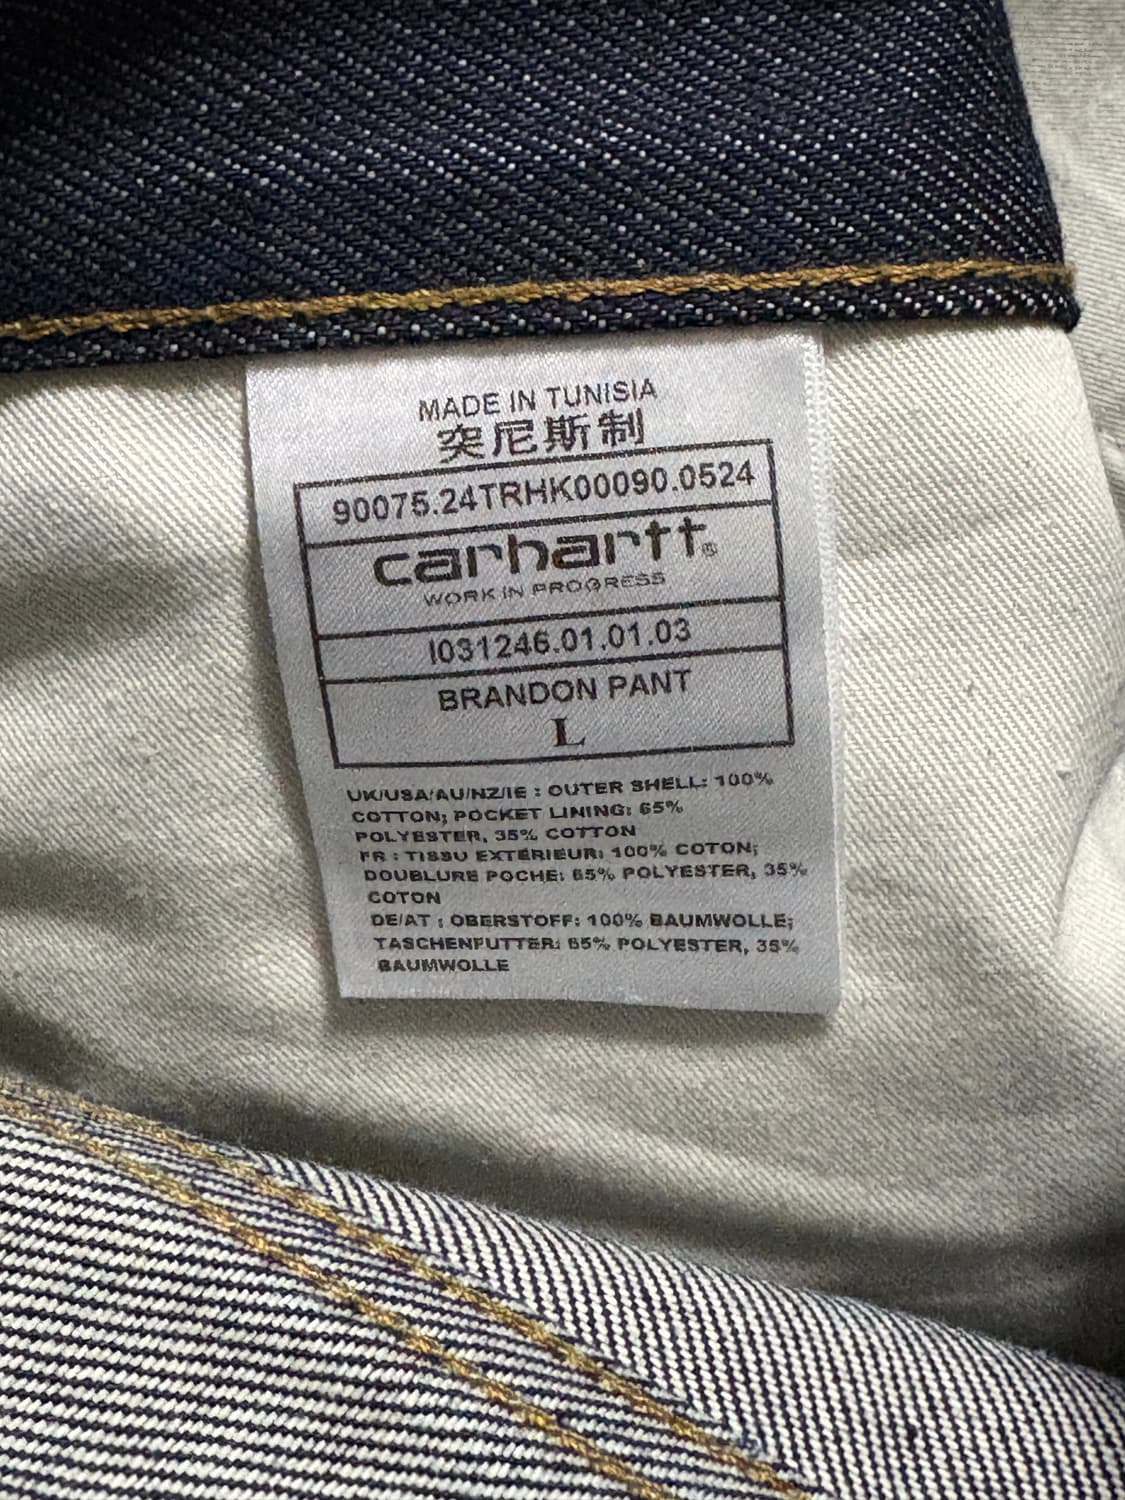 MADE IN TUNISIA
突尼斯制
90075.24TRHK00090.0524
carhartt®
WORK IN PROGRESS
I031246.01.01.03
BRANDON PANT
L
UK/USA/AU/NZ/IE : OUTER SHELL: 100%
COTTON; POCKET LINING: 65%
POLYESTER, 35% COTTON
FR : TISSU EXTÉRIEUR: 100% COTON;
DOUBLURE POCHE: 65% POLYESTER, 35%
COTON
DE/AT : OBERSTOFF: 100% BAUMWOLLE;
TASCHENFUTTER: 65% POLYESTER, 35%
BAUMWOLLE